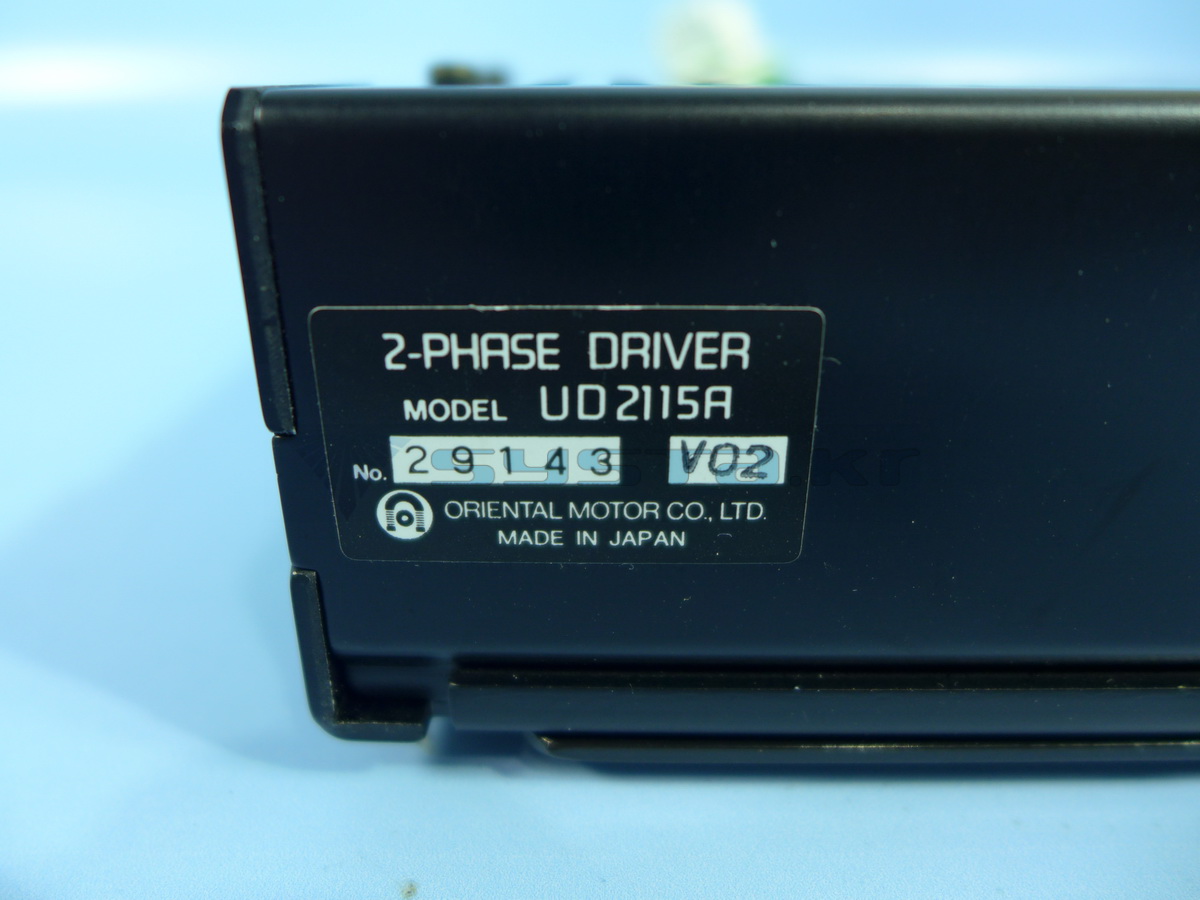 2-PHASE DRIVER
MODEL UD2115A
No. 29143 V02
ORIENTAL MOTOR CO., LTD.
MADE IN JAPAN